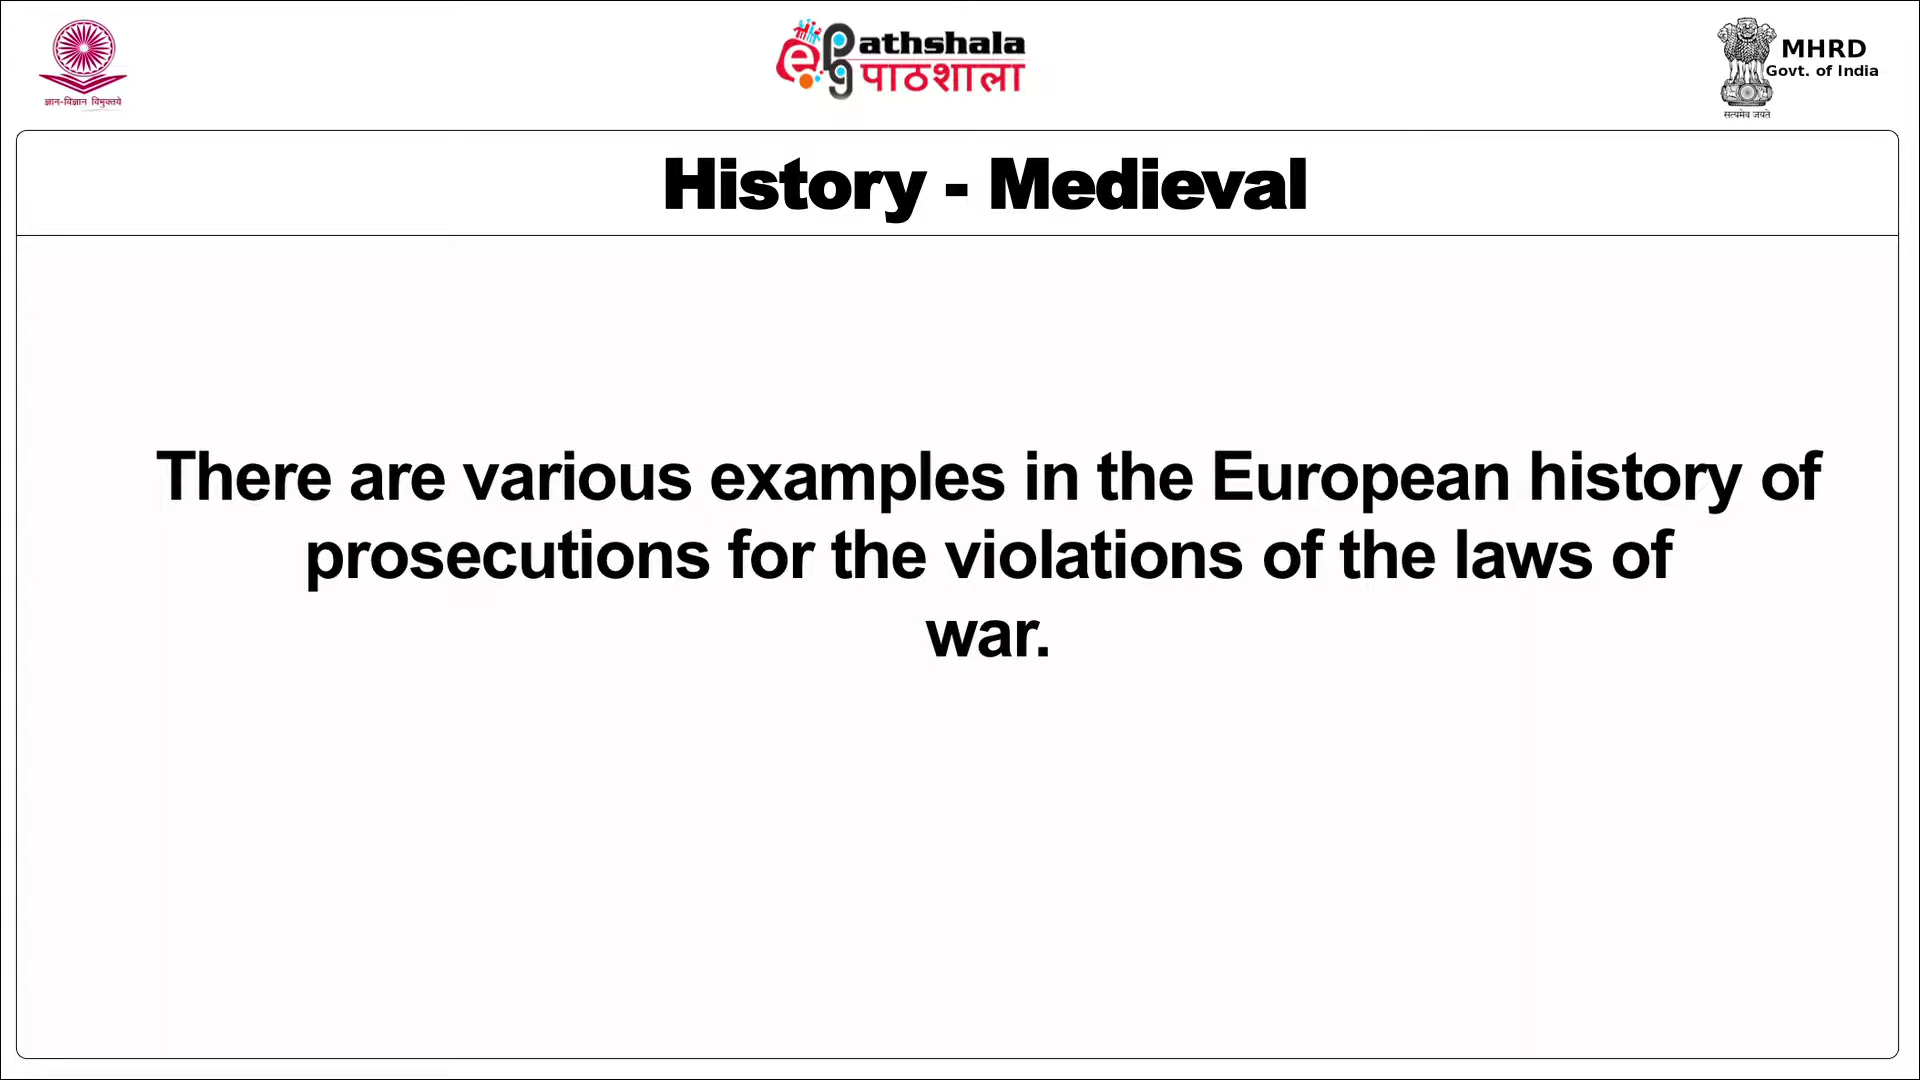 ज्ञान-विज्ञान विमुक्तये
ePG athshala
पाठशाला
MHRD
Govt. of India
सत्यमेव जयते
History - Medieval
There are various examples in the European history of
prosecutions for the violations of the laws of
war.